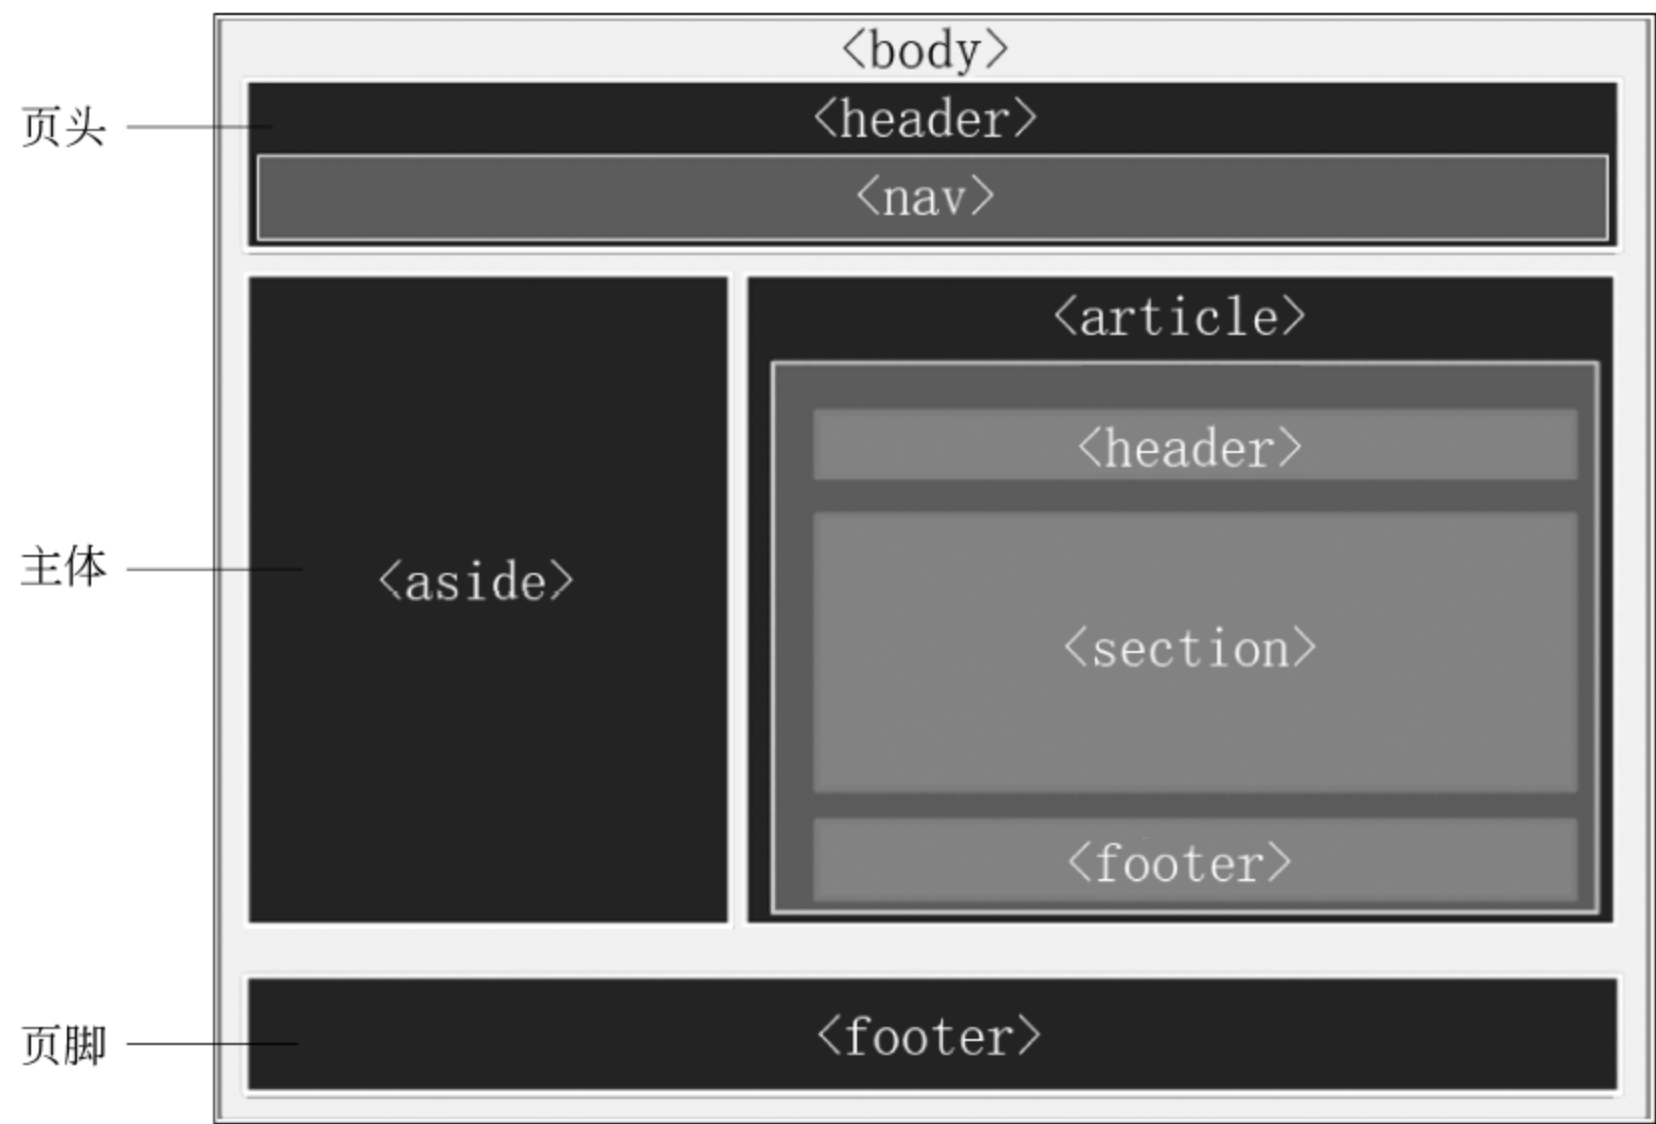 <body>
页头
<header>
<nav>
<article>
<header>
主体
<aside>
<section>
<footer>
页脚
<footer>